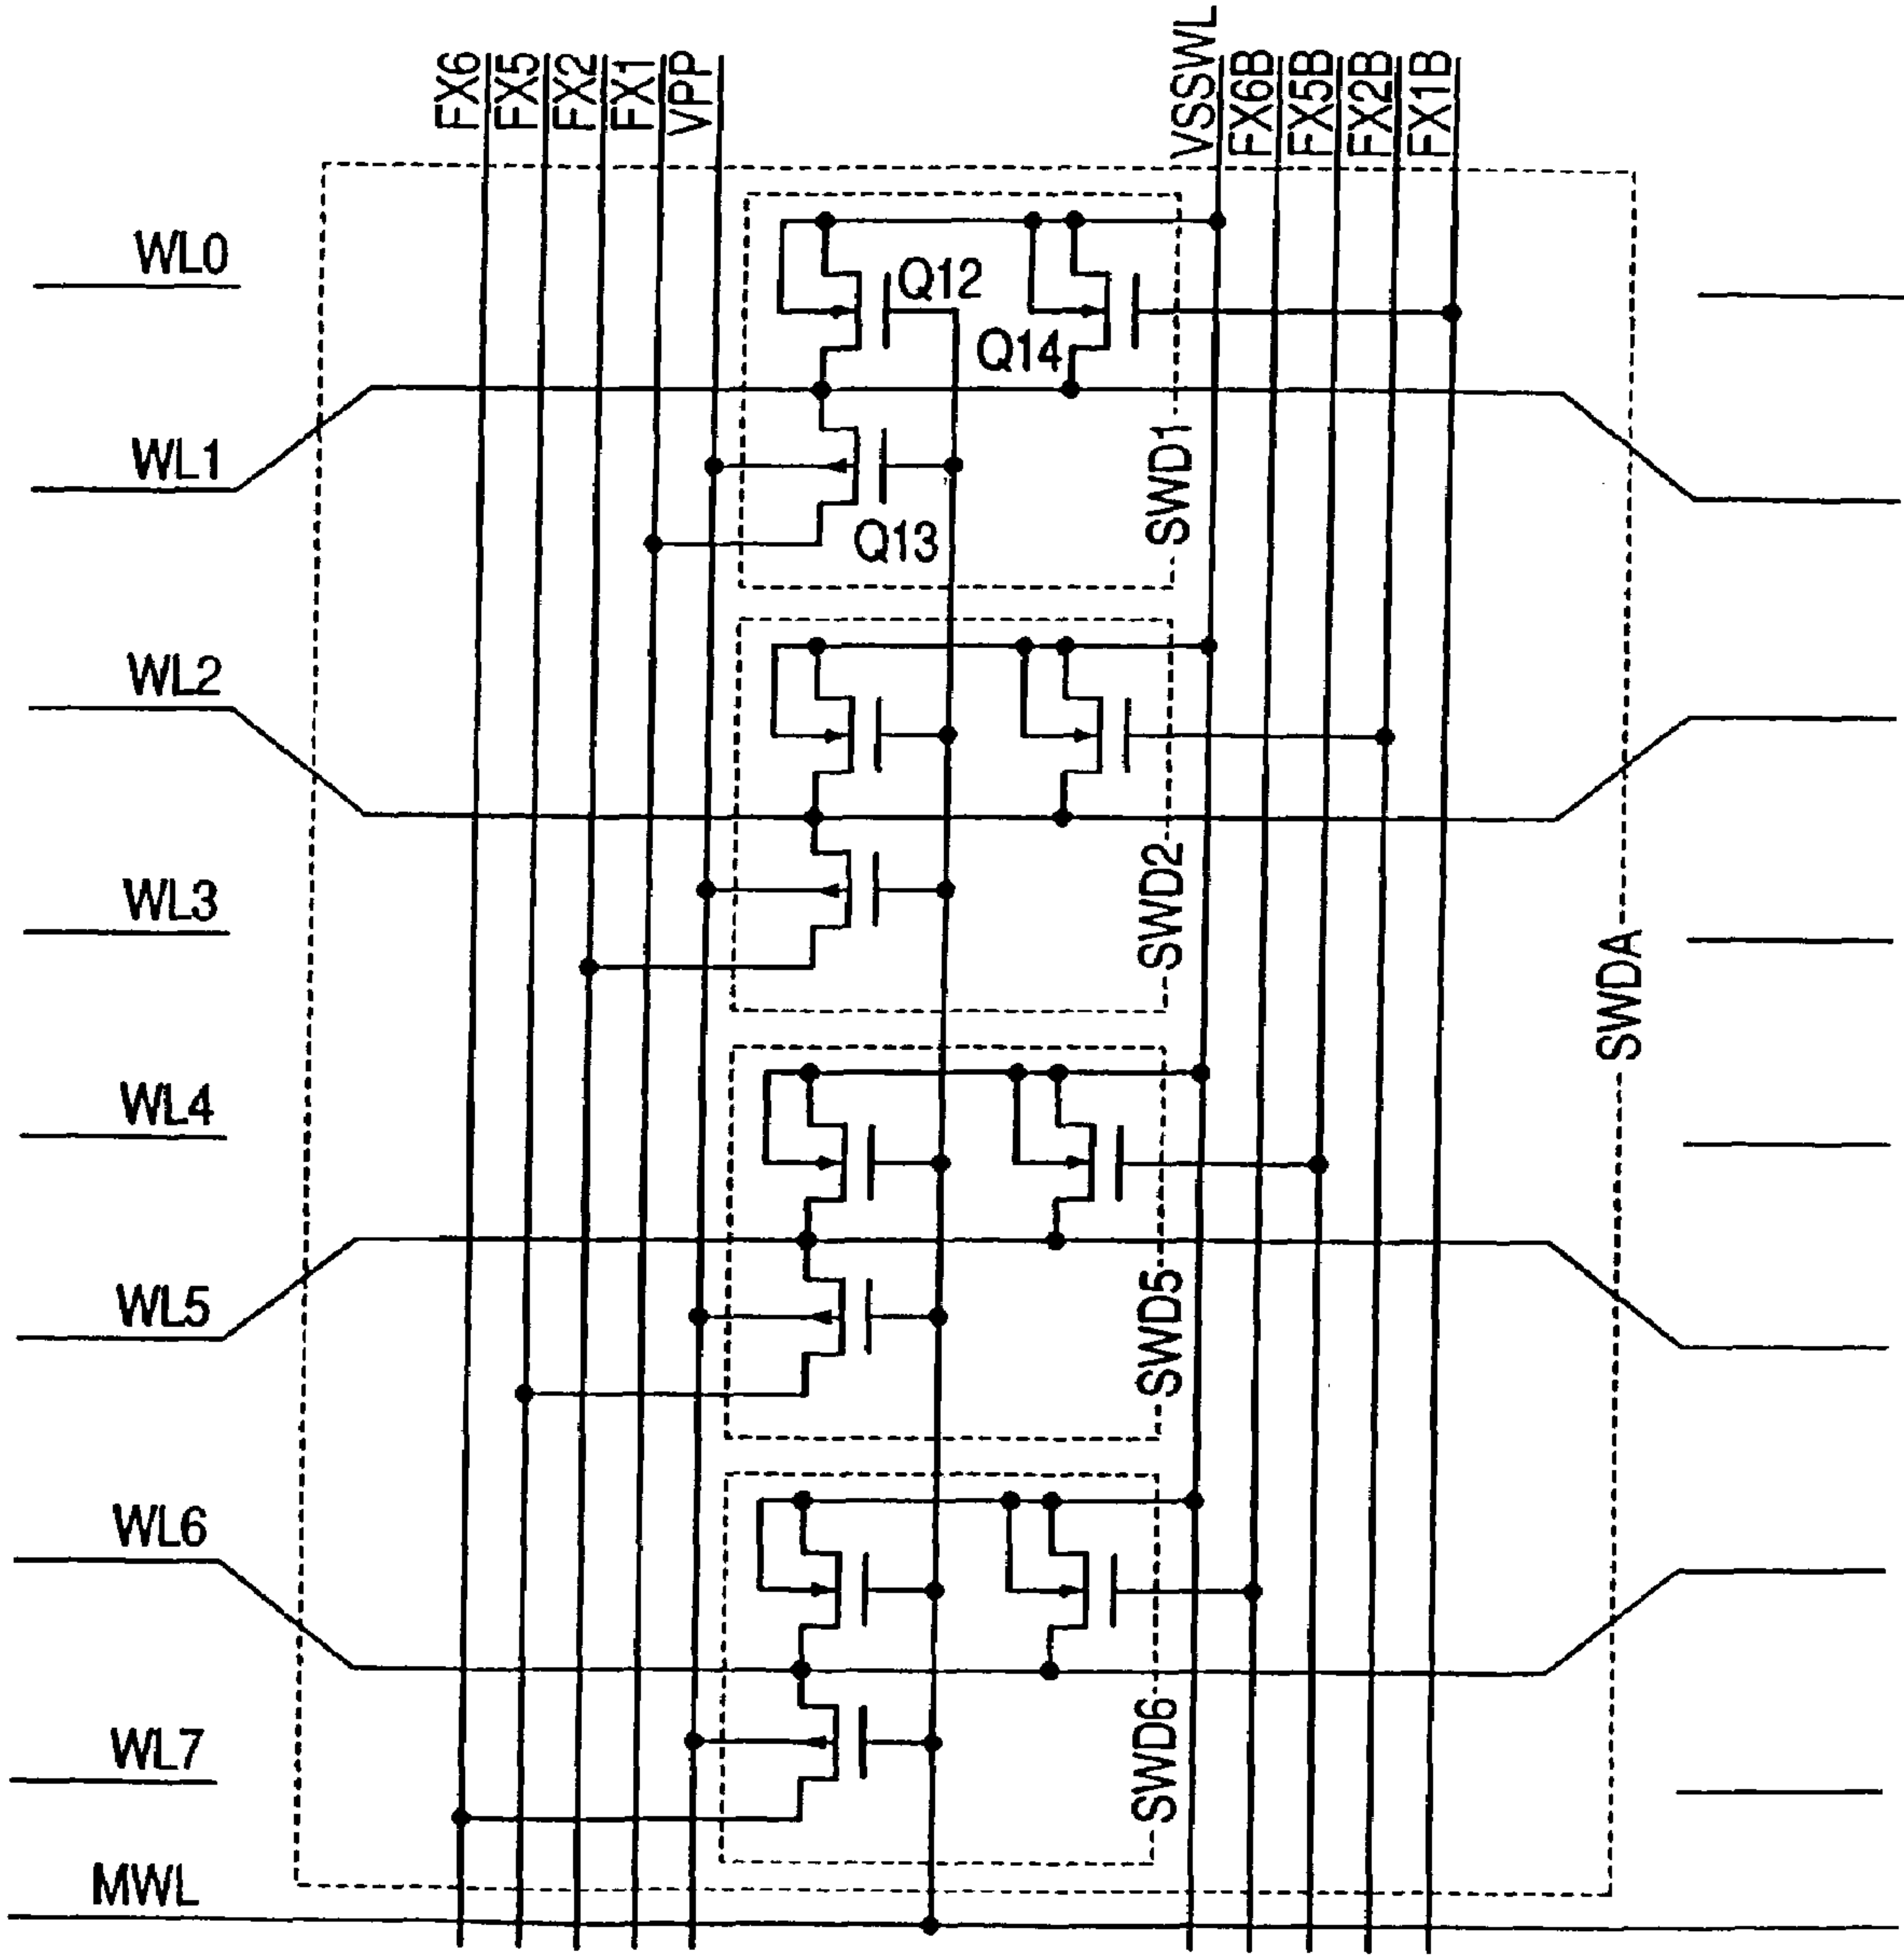 FX6
FX5
FX2
FX1
VPP
VSSWL
FX6B
FX5B
FX2B
FX1B
WL0
Q12
Q14
WL1
SWD1
Q13
WL2
WL3
SWD2
SWDA
WL4
WL5
SWD5
WL6
WL7
SWD6
MWL